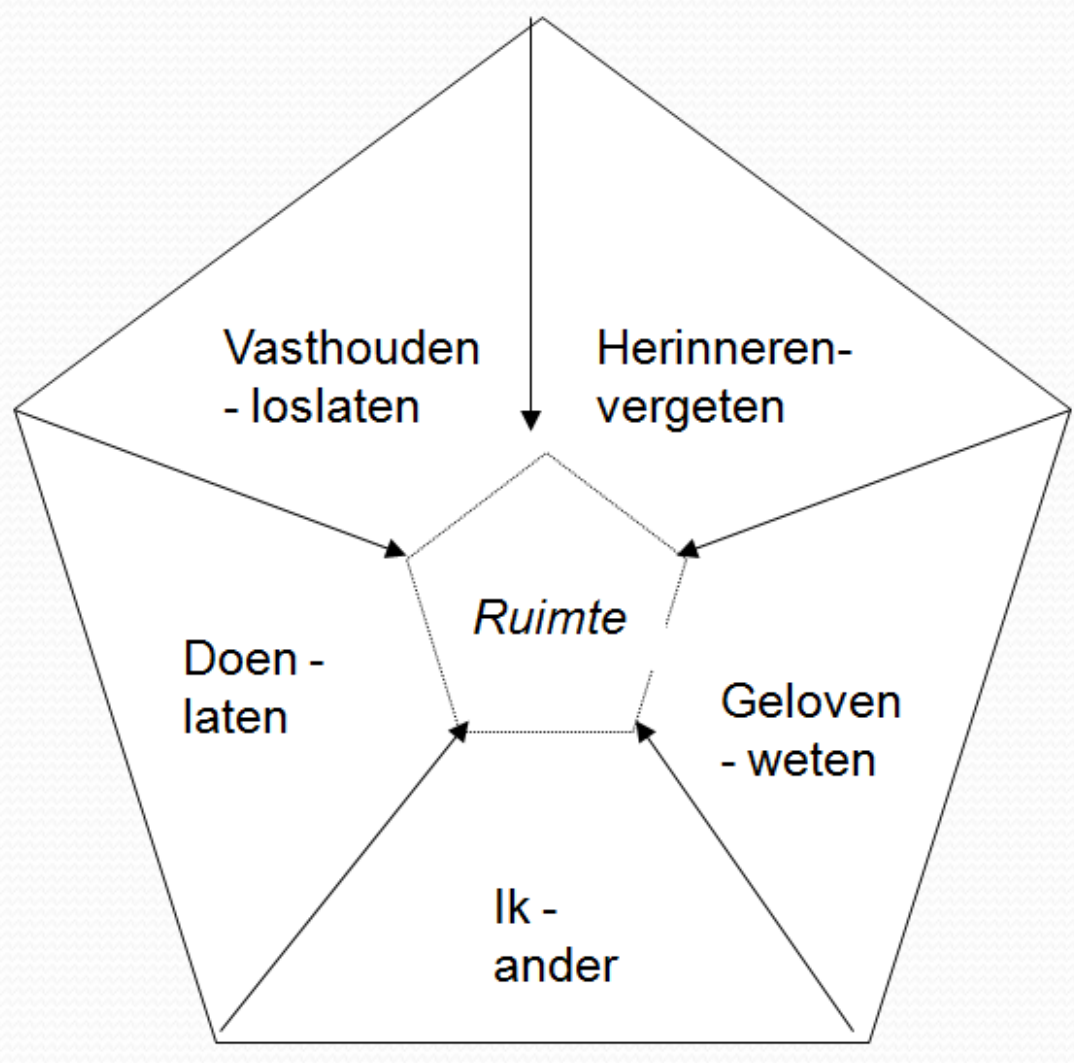 Vasthouden
- loslaten
Herinneren-
vergeten
Ruimte
Doen -
laten
Geloven
- weten
Ik -
ander